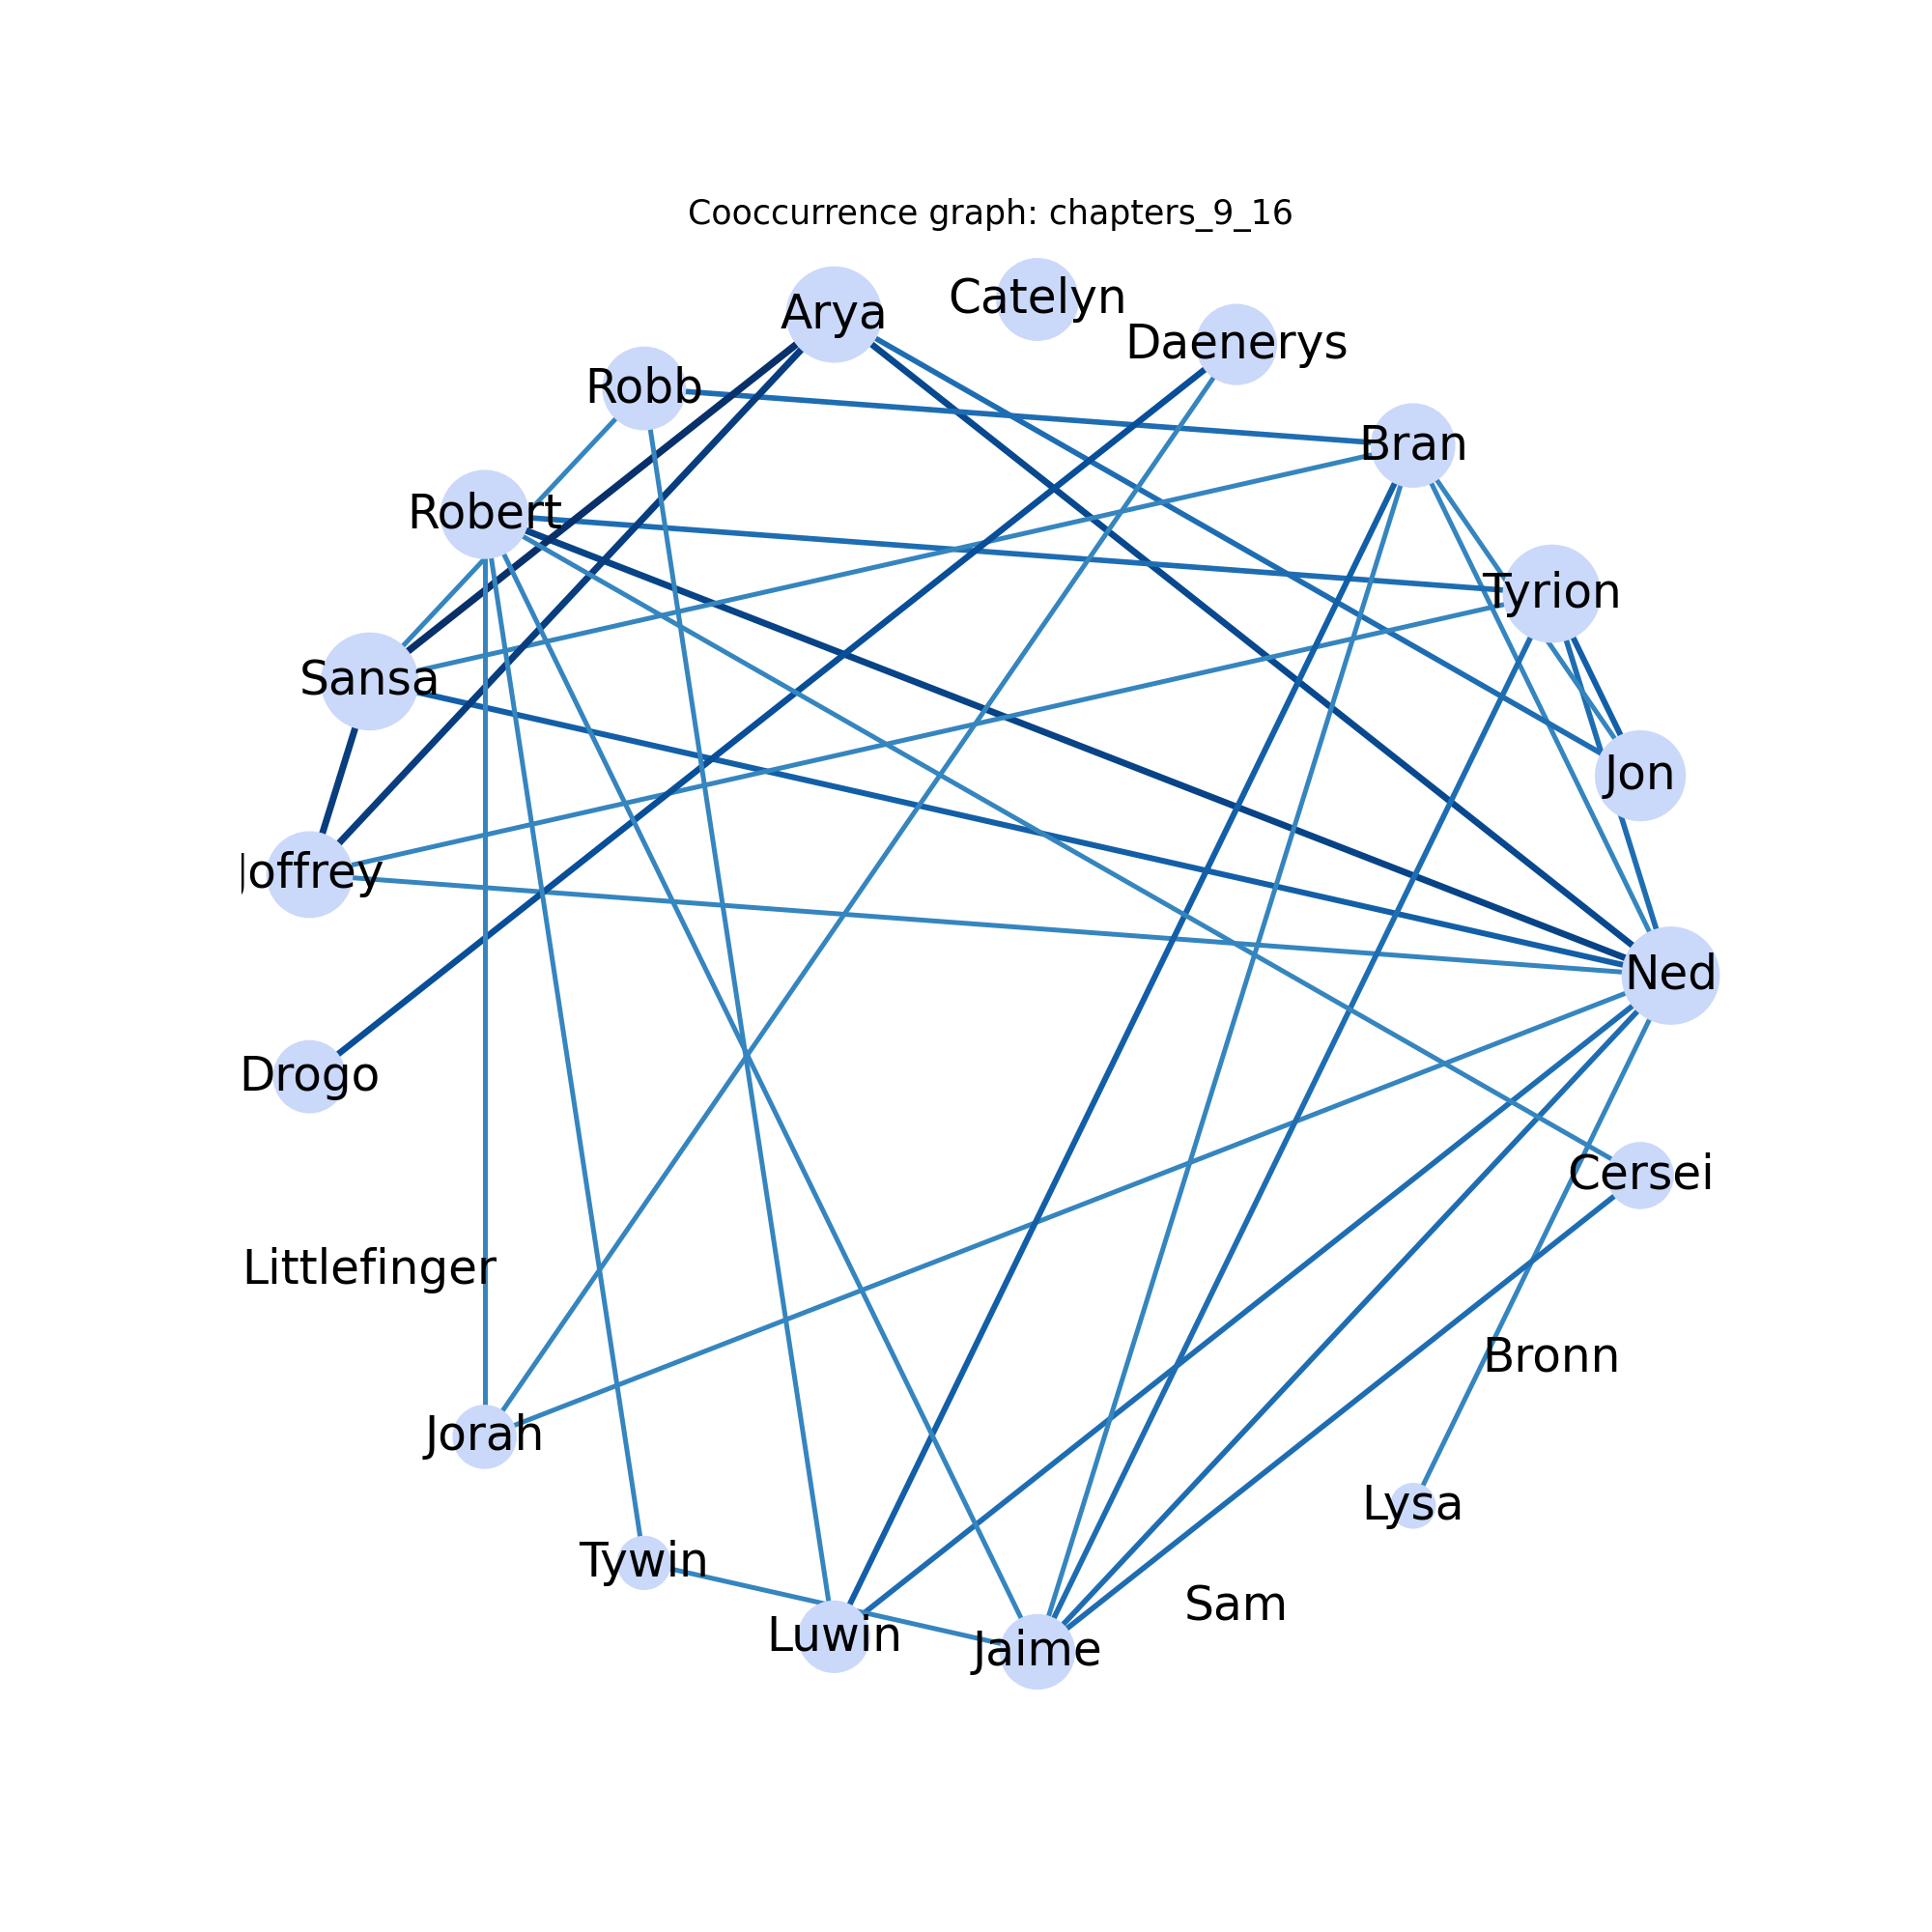 Cooccurrence graph: chapters_9_16
Catelyn
Arya
Daenerys
Robb
Bran
Robert
Tyrion
Sansa
Jon
Joffrey
Ned
Drogo
Cersei
Littlefinger
Bronn
Jorah
Lysa
Tywin
Sam
Luwin
Jaime